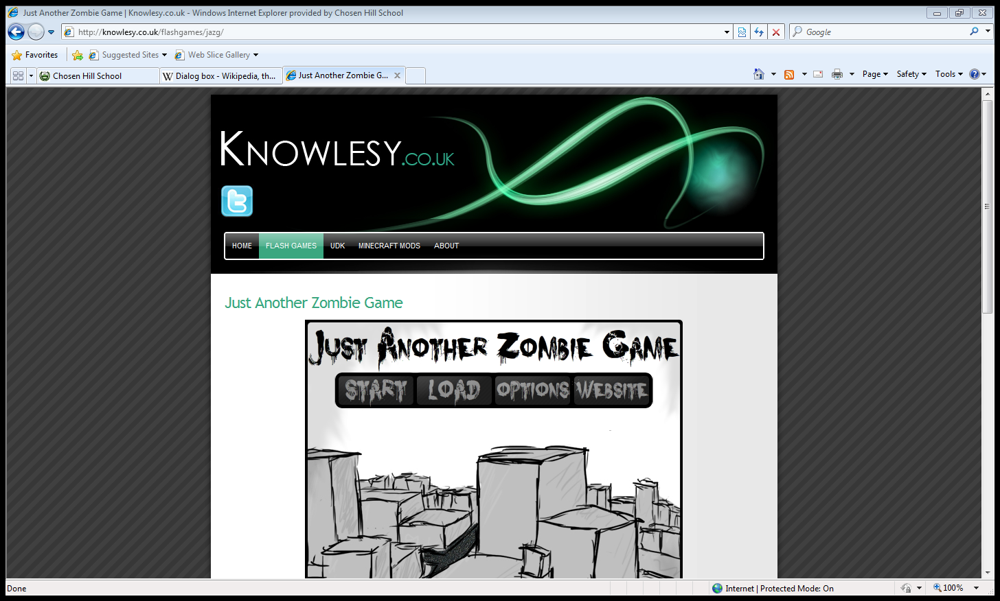 Just Another Zombie Game | Knowlesy.co.uk - Windows Internet Explorer provided by Chosen Hill School
http://knowlesy.co.uk/flashgames/jazg/
Google
Favorites Suggested Sites Web Slice Gallery
Chosen Hill School Dialog box - Wikipedia, th... Just Another Zombie G... Page Safety Tools
KNOWLESY.CO.UK
HOME FLASH GAMES UDK MINECRAFT MODS ABOUT
Just Another Zombie Game
JUST ANOTHER ZOMBIE GAME
START LOAD OPTIONS WEBSITE
Done Internet | Protected Mode: On 100%